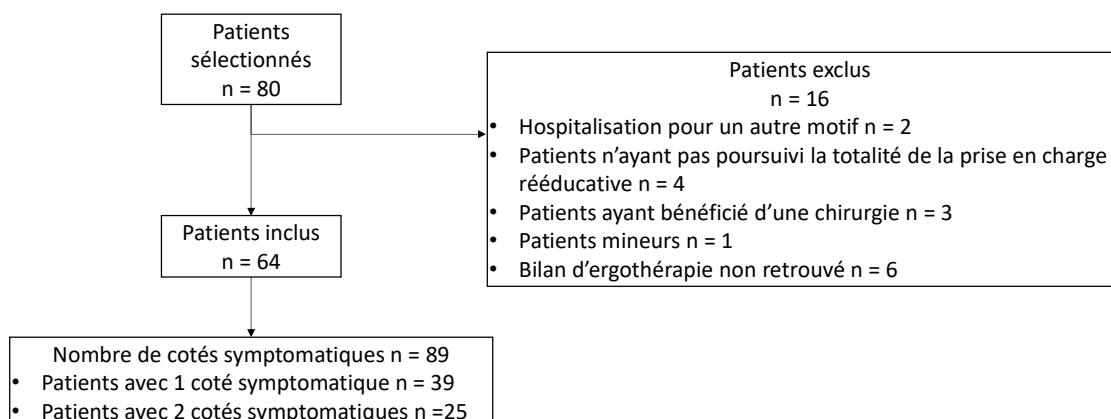 Patients
sélectionnés
n = 80
Patients exclus
n = 16
• Hospitalisation pour un autre motif n = 2
• Patients n’ayant pas poursuivi la totalité de la prise en charge
rééducative n = 4
• Patients ayant bénéficié d’une chirurgie n = 3
• Patients mineurs n = 1
• Bilan d’ergothérapie non retrouvé n = 6
Patients inclus
n = 64
Nombre de cotés symptomatiques n = 89
• Patients avec 1 coté symptomatique n = 39
• Patients avec 2 cotés symptomatiques n =25